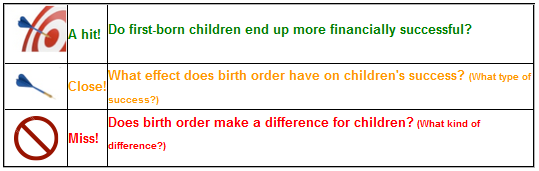 A hit! Do first-born children end up more financially successful?
Close! What effect does birth order have on children's success? (What type of
success?)
Miss! Does birth order make a difference for children? (What kind of
difference?)